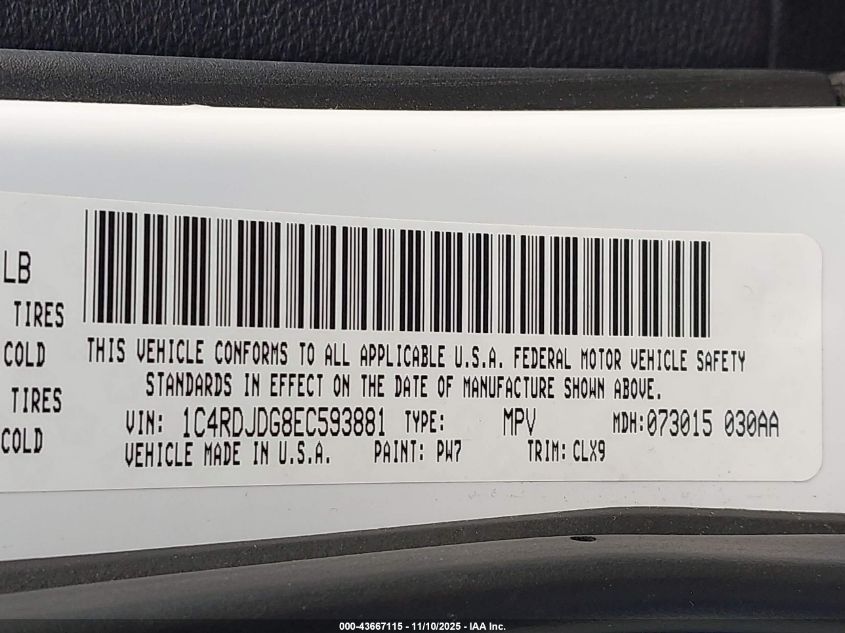 LB
TIRES
COLD
TIRES
COLD
THIS VEHICLE CONFORMS TO ALL APPLICABLE U.S.A. FEDERAL MOTOR VEHICLE SAFETY
STANDARDS IN EFFECT ON THE DATE OF MANUFACTURE SHOWN ABOVE.
VIN: 1C4RDJDG8EC593881 TYPE: MPV MDH:073015 030AA
VEHICLE MADE IN U.S.A. PAINT: PW7 TRIM: CLX9
000-43667115 - 11/10/2025 - IAA Inc.